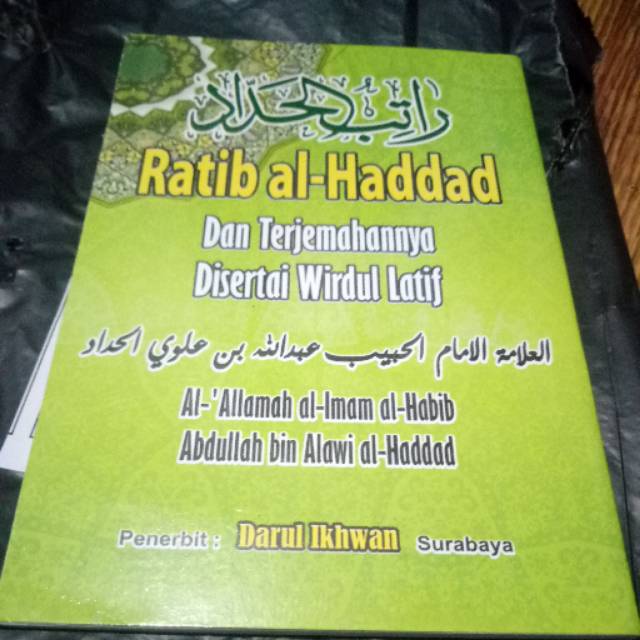 راتب الحداد
Ratib al-Haddad
Dan Terjemahannya
Disertai Wirdul Latif
العلامة الامام الحبيب عبدالله بن علوي الحداد
Al-'Allamah al-Imam al-Habib
Abdullah bin Alawi al-Haddad
Penerbit : Darul Ikhwan Surabaya